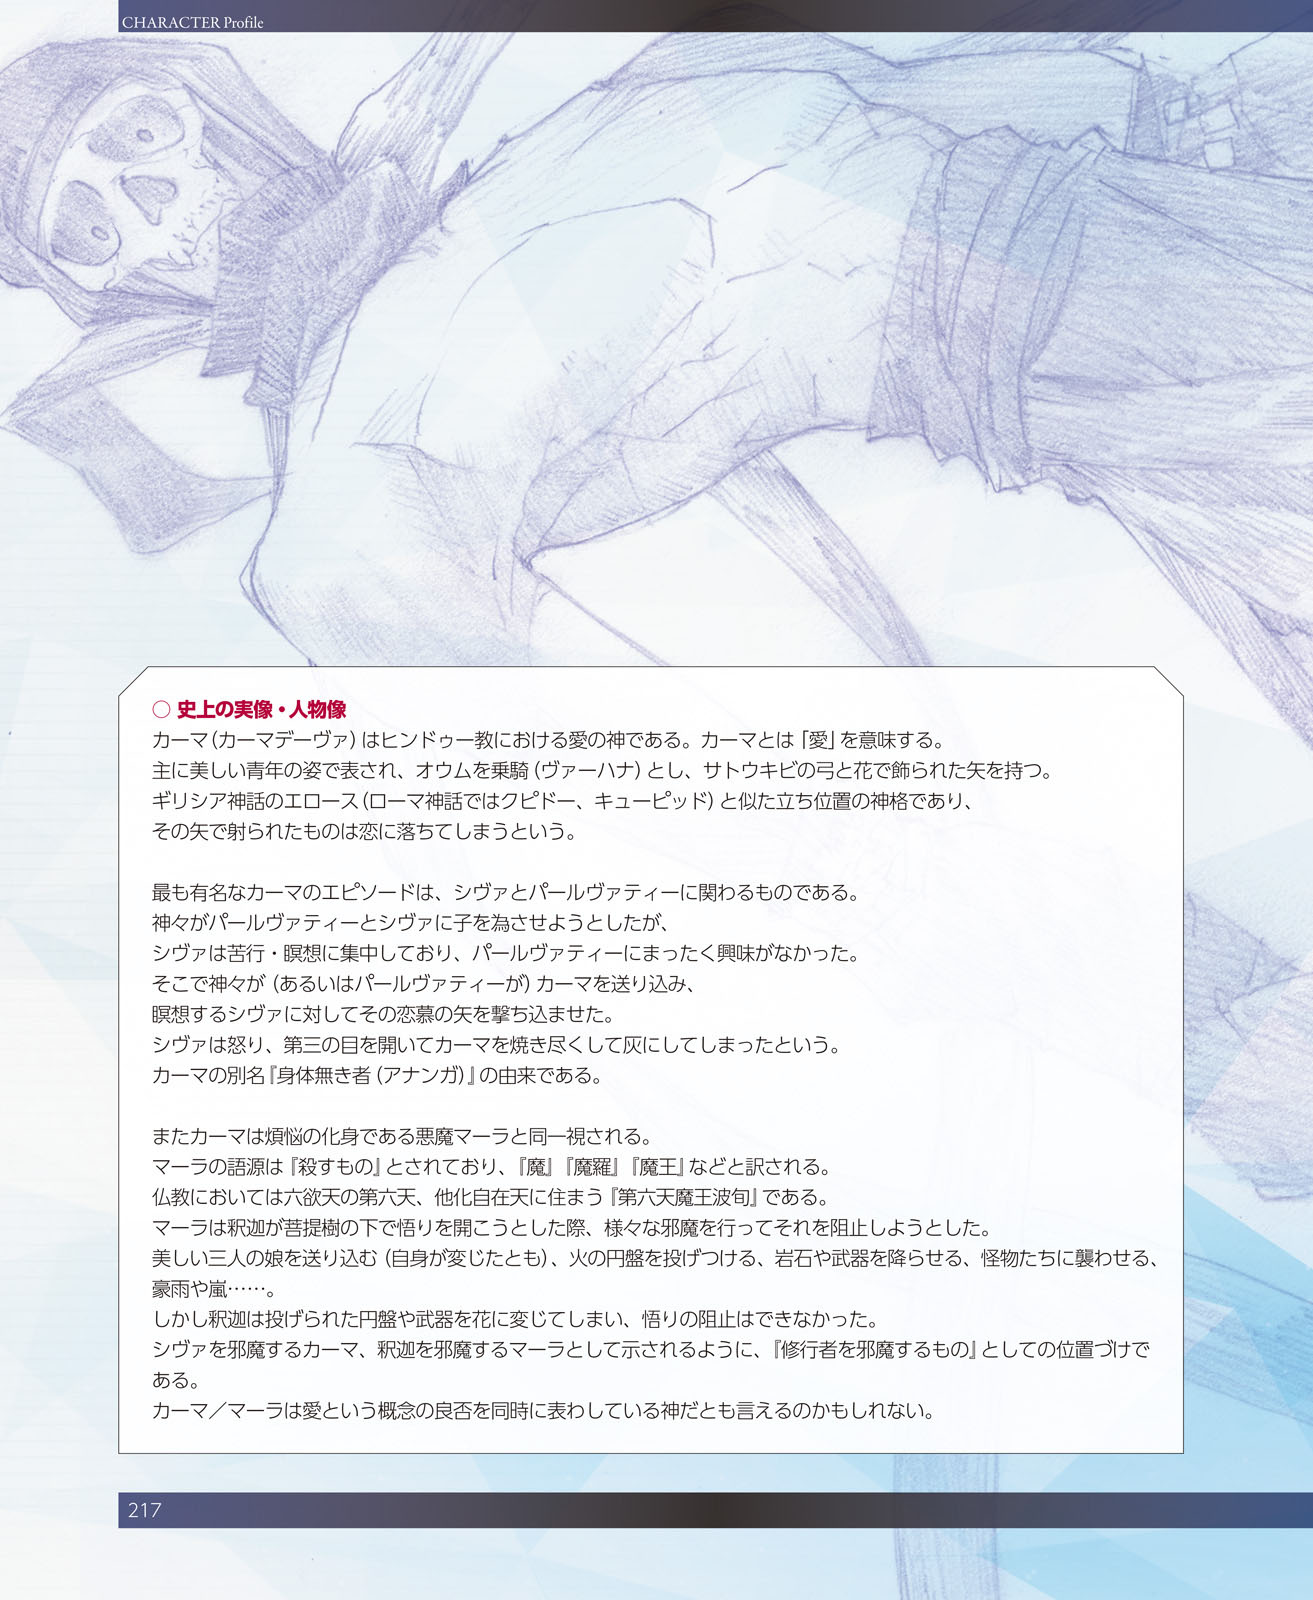 CHARACTER Profile
○ 史上の実像・人物像
カーマ(カーマデーヴァ)はヒンドゥー教における愛の神である。カーマとは「愛」を意味する。
主に美しい青年の姿で表され、オウムを乗騎(ヴァーハナ)とし、サトウキビの弓と花で飾られた矢を持つ。
ギリシア神話のエロース(ローマ神話ではクピドー、キューピッド)と似た立ち位置の神格であり、
その矢で射られたものは恋に落ちてしまうという。
最も有名なカーマのエピソードは、シヴァとパールヴァティーに関わるものである。
神々がパールヴァティーとシヴァに子を為させようとしたが、
シヴァは苦行・瞑想に集中しており、パールヴァティーにまったく興味がなかった。
そこで神々が(あるいはパールヴァティーが)カーマを送り込み、
瞑想するシヴァに対してその恋慕の矢を撃ち込ませた。
シヴァは怒り、第三の目を開いてカーマを焼き尽くして灰にしてしまったという。
カーマの別名『身体無き者(アナンガ)』の由来である。
またカーマは煩悩の化身である悪魔マーラと同一視される。
マーラの語源は『殺すもの』とされており、『魔』『魔羅』『魔王』などと訳される。
仏教においては六欲天の第六天、他化自在天に住まう『第六天魔王波旬』である。
マーラは釈迦が菩提樹の下で悟りを開こうとした際、様々な邪魔を行ってそれを阻止しようとした。
美しい三人の娘を送り込む(自身が変じたとも)、火の円盤を投げつける、岩石や武器を降らせる、怪物たちに襲わせる、
豪雨や嵐……。
しかし釈迦は投げられた円盤や武器を花に変じてしまい、悟りの阻止はできなかった。
シヴァを邪魔するカーマ、釈迦を邪魔するマーラとして示されるように、『修行者を邪魔するもの』としての位置づけで
ある。
カーマ／マーラは愛という概念の良否を同時に表わしている神だとも言えるのかもしれない。
217